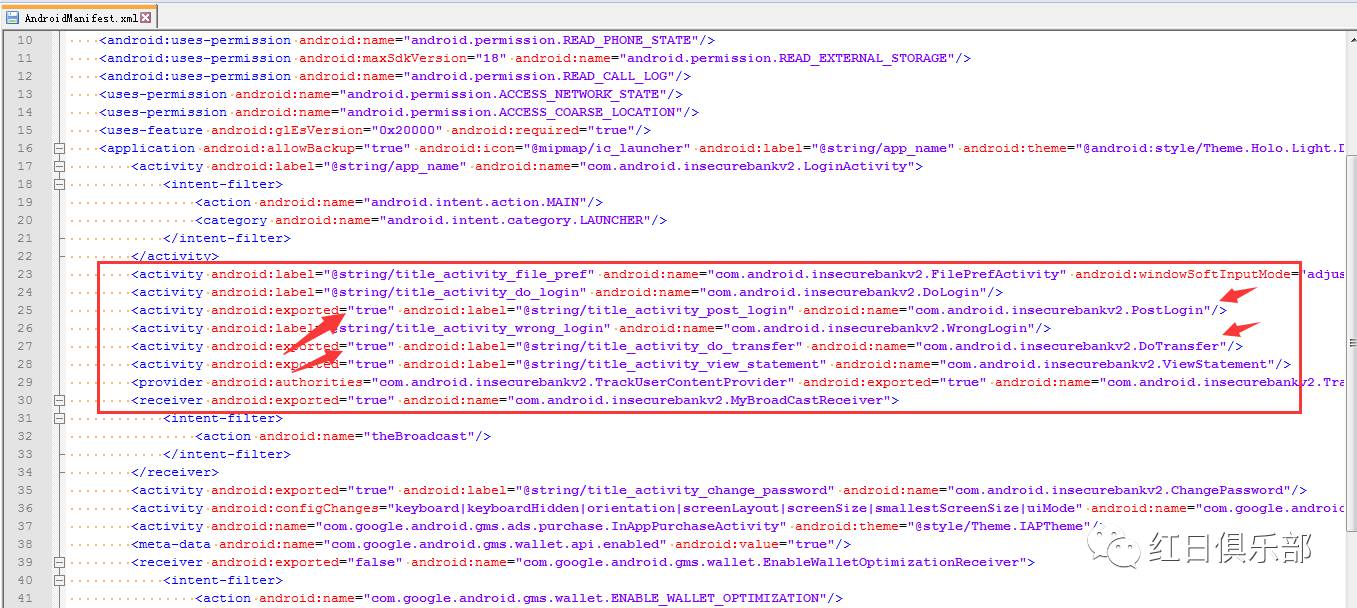 AndroidManifest.xml
10 <android:uses-permission android:name="android.permission.READ_PHONE_STATE"/>
11 <android:uses-permission android:maxSdkVersion="18" android:name="android.permission.READ_EXTERNAL_STORAGE"/>
12 <android:uses-permission android:name="android.permission.READ_CALL_LOG"/>
13 <uses-permission android:name="android.permission.ACCESS_NETWORK_STATE"/>
14 <uses-permission android:name="android.permission.ACCESS_COARSE_LOCATION"/>
15 <uses-feature android:glEsVersion="0x20000" android:required="true"/>
16 <application android:allowBackup="true" android:icon="@mipmap/ic_launcher" android:label="@string/app_name" android:theme="@android:style/Theme.Holo.Light.D
17 <activity android:label="@string/app_name" android:name="com.android.insecurebankv2.LoginActivity">
18 <intent-filter>
19 <action android:name="android.intent.action.MAIN"/>
20 <category android:name="android.intent.category.LAUNCHER"/>
21 </intent-filter>
22 </activity>
23 <activity android:label="@string/title_activity_file_pref" android:name="com.android.insecurebankv2.FilePrefActivity" android:windowSoftInputMode="adjus
24 <activity android:label="@string/title_activity_do_login" android:name="com.android.insecurebankv2.DoLogin"/>
25 <activity android:exported="true" android:label="@string/title_activity_post_login" android:name="com.android.insecurebankv2.PostLogin"/>
26 <activity android:label="@string/title_activity_wrong_login" android:name="com.android.insecurebankv2.WrongLogin"/>
27 <activity android:exported="true" android:label="@string/title_activity_do_transfer" android:name="com.android.insecurebankv2.DoTransfer"/>
28 <activity android:exported="true" android:label="@string/title_activity_view_statement" android:name="com.android.insecurebankv2.ViewStatement"/>
29 <provider android:authorities="com.android.insecurebankv2.TrackUserContentProvider" android:exported="true" android:name="com.android.insecurebankv2.Tra
30 <receiver android:exported="true" android:name="com.android.insecurebankv2.MyBroadCastReceiver">
31 <intent-filter>
32 <action android:name="theBroadcast"/>
33 </intent-filter>
34 </receiver>
35 <activity android:exported="true" android:label="@string/title_activity_change_password" android:name="com.android.insecurebankv2.ChangePassword"/>
36 <activity android:configChanges="keyboard|keyboardHidden|orientation|screenLayout|screenSize|smallestScreenSize|uiMode" android:name="com.google.androic
37 <activity android:name="com.google.android.gms.ads.purchase.InAppPurchaseActivity" android:theme="@style/Theme.IAPTheme"/>
38 <meta-data android:name="com.google.android.gms.wallet.api.enabled" android:value="true"/>
39 <receiver android:exported="false" android:name="com.google.android.gms.wallet.EnableWalletOptimizationReceiver">
40 <intent-filter>
41 <action android:name="com.google.android.gms.wallet.ENABLE_WALLET_OPTIMIZATION"/>
红日俱乐部